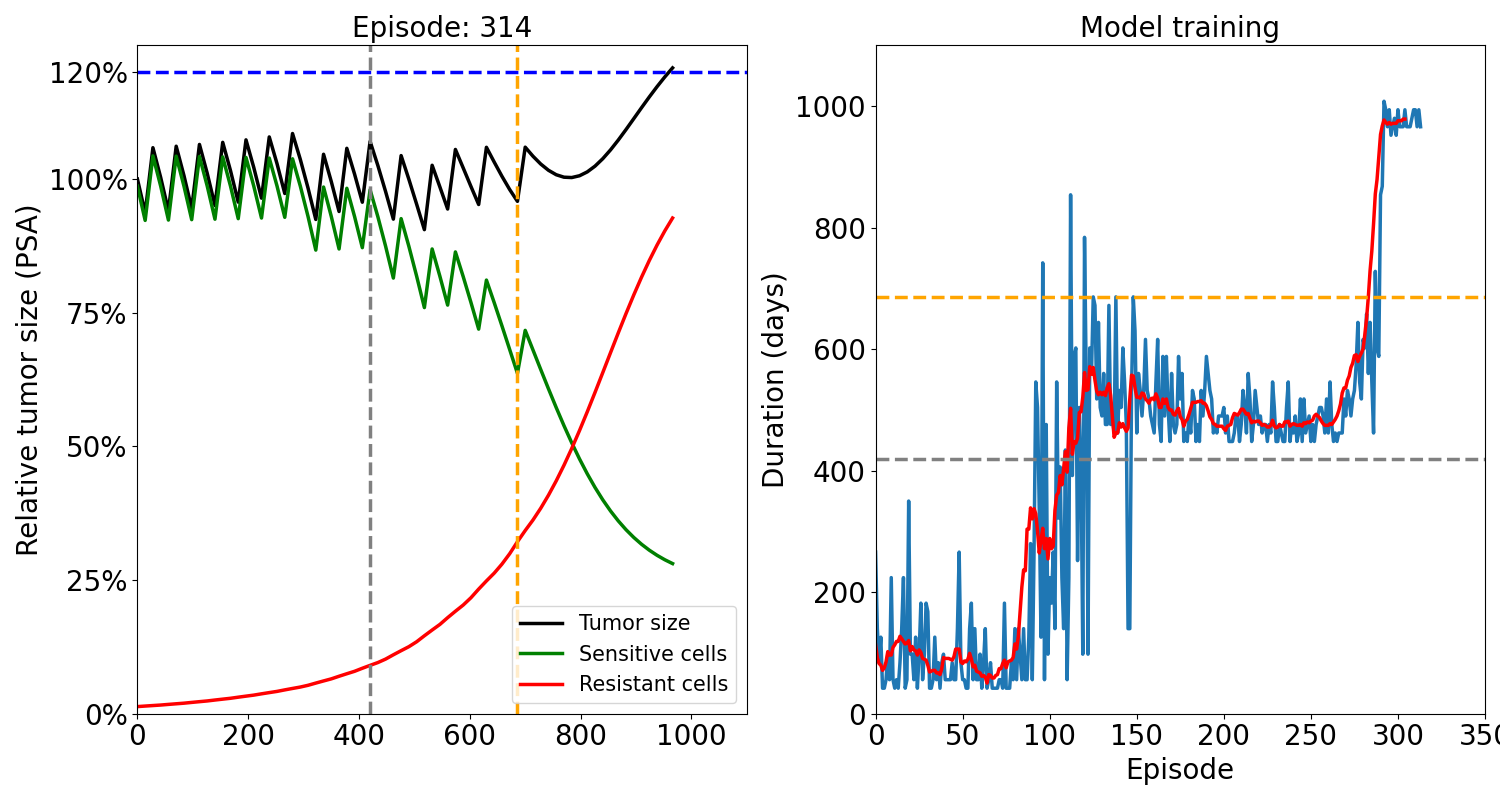 Episode: 314
Relative tumor size (PSA)
120%
100%
75%
50%
25%
0%
0 200 400 600 800 1000
Tumor size
Sensitive cells
Resistant cells
Model training
Duration (days)
1000
800
600
400
200
0
0 50 100 150 200 250 300 350
Episode